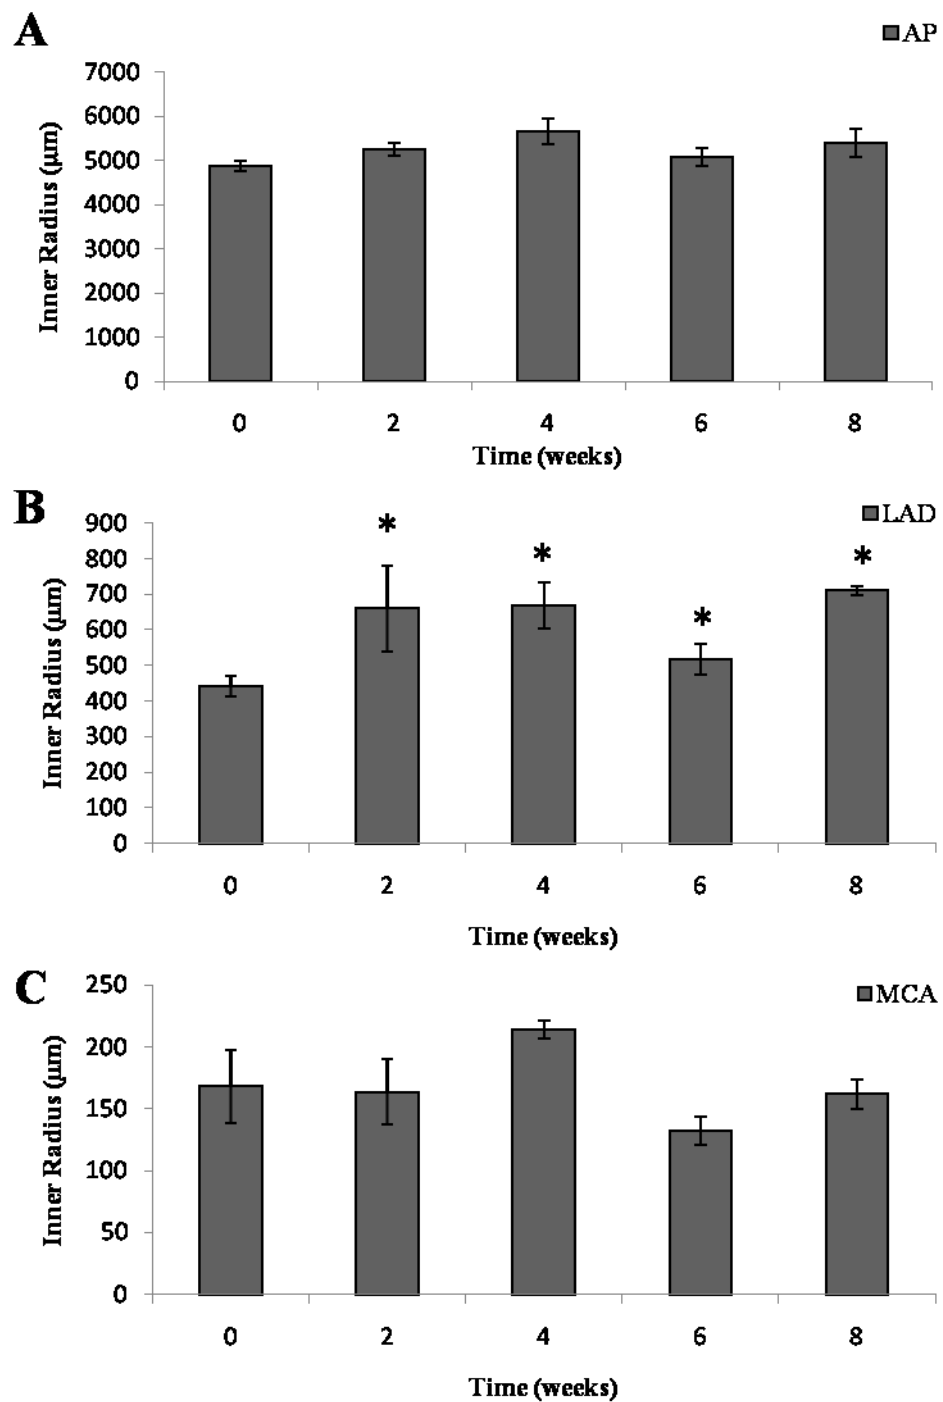 A
AP
7000
6000
5000
4000
3000
2000
1000
0
Inner Radius (µm)
0 2 4 6 8
Time (weeks)
B
LAD
900
800
700
600
500
400
300
200
100
0
Inner Radius (µm)
* * * *
0 2 4 6 8
Time (weeks)
C
MCA
250
200
150
100
50
0
Inner Radius (µm)
0 2 4 6 8
Time (weeks)